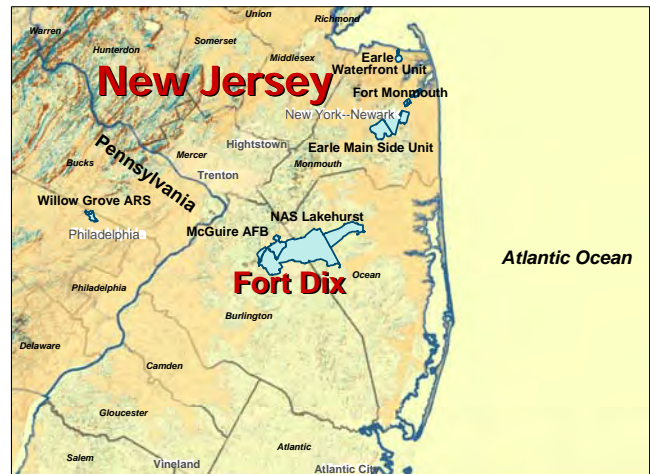 Union
Richmond
Warren
Somerset
Hunterdon
Middlesex
Earle
Waterfront Unit
New Jersey
Fort Monmouth
New York--Newark
Hightstown
Earle Main Side Unit
Mercer
Monmouth
Bucks
Pennsylvania
Trenton
Willow Grove ARS
NAS Lakehurst
McGuire AFB
Philadelphia
Atlantic Ocean
Fort Dix
Ocean
Philadelphia
Burlington
Delaware
Camden
Gloucester
Atlantic
Salem
Vineland
Atlantic City